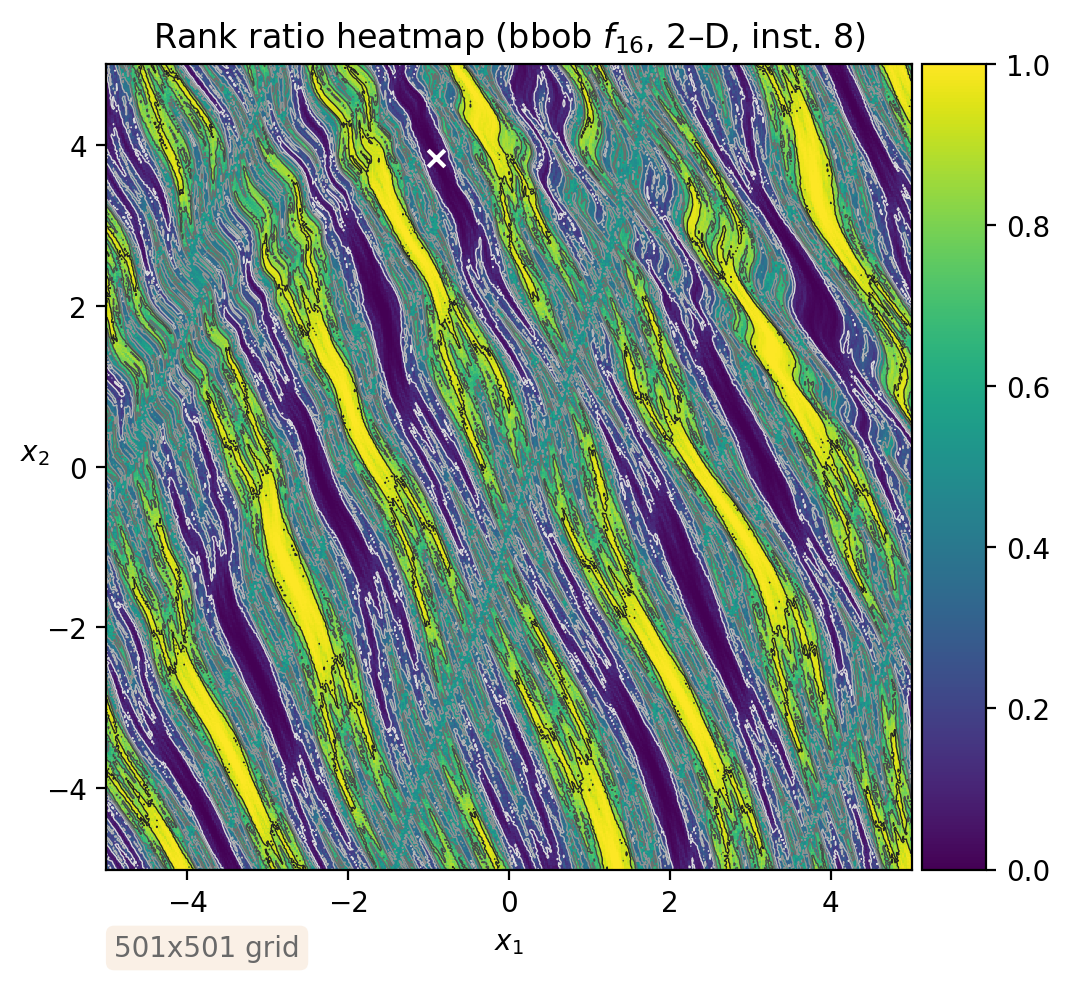 Rank ratio heatmap (bbob f₁₆, 2–D, inst. 8)
1.0
0.8
0.6
0.4
0.2
0.0
4
2
0
−2
−4
x₂
−4 −2 0 2 4
x₁
501x501 grid